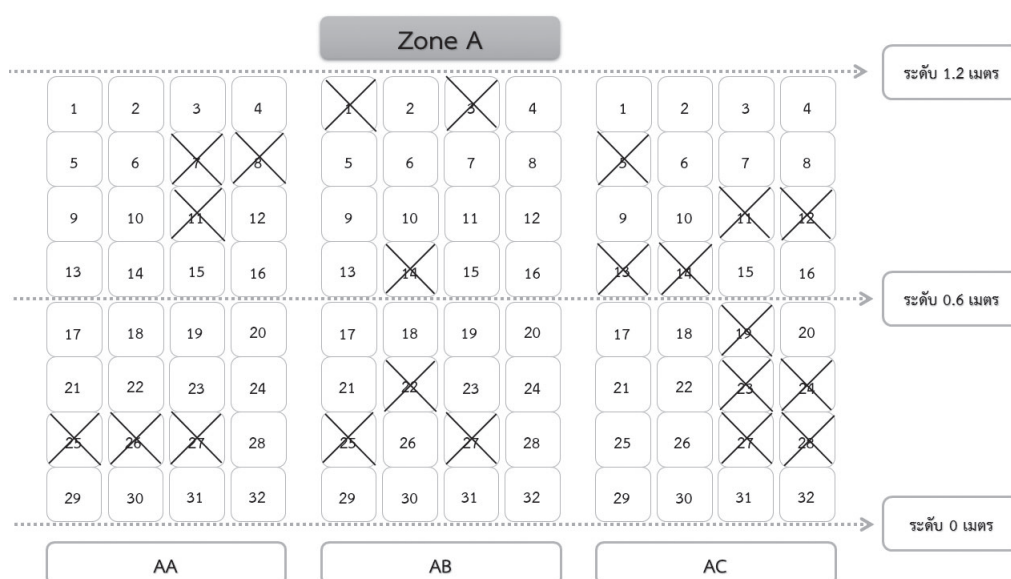 Zone A
ระดับ 1.2 เมตร
1 2 3 4 1 2 3 4 1 2 3 4
5 6 7 8 5 6 7 8 5 6 7 8
9 10 11 12 9 10 11 12 9 10 11 12
13 14 15 16 13 14 15 16 13 14 15 16
ระดับ 0.6 เมตร
17 18 19 20 17 18 19 20 17 18 19 20
21 22 23 24 21 22 23 24 21 22 23 24
25 26 27 28 25 26 27 28 25 26 27 28
29 30 31 32 29 30 31 32 29 30 31 32
ระดับ 0 เมตร
AA AB AC